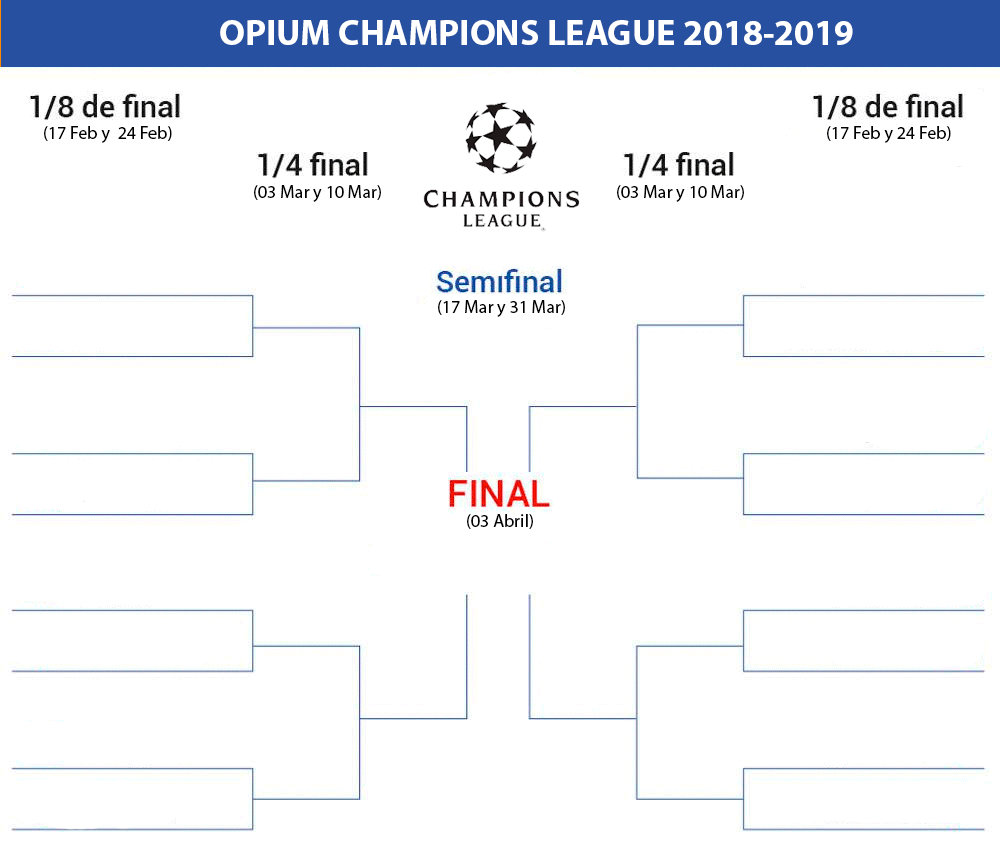 OPIUM CHAMPIONS LEAGUE 2018-2019
1/8 de final
(17 Feb y 24 Feb)
1/8 de final
(17 Feb y 24 Feb)
1/4 final
(03 Mar y 10 Mar)
1/4 final
(03 Mar y 10 Mar)
CHAMPIONS
LEAGUE
Semifinal
(17 Mar y 31 Mar)
FINAL
(03 Abril)